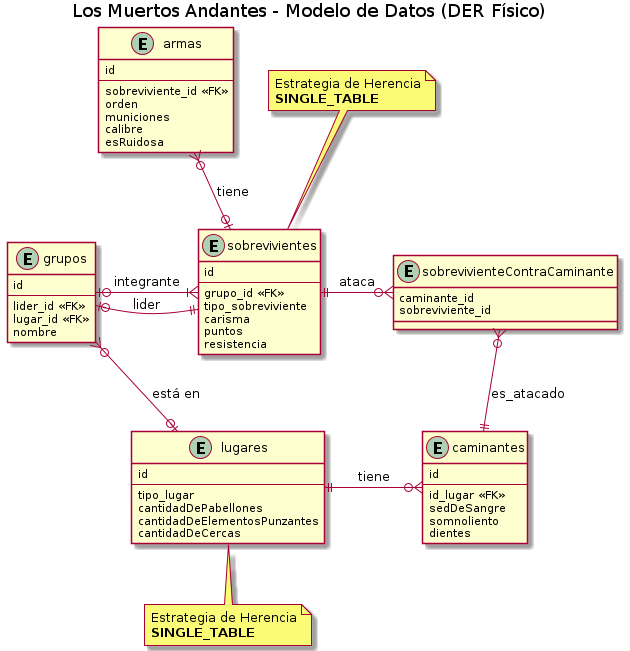 Los Muertos Andantes - Modelo de Datos (DER Físico)
E armas
id
sobreviviente_id «FK»
orden
municiones
calibre
esRuidosa
Estrategia de Herencia
SINGLE_TABLE
tiene
E grupos
id
lider_id «FK»
lugar_id «FK»
nombre
integrante
lider
E sobrevivientes
id
grupo_id «FK»
tipo_sobreviviente
carisma
puntos
resistencia
ataca
E sobrevivienteContraCaminante
caminante_id
sobreviviente_id
está en
es_atacado
E lugares
id
tipo_lugar
cantidadDePabellones
cantidadDeElementosPunzantes
cantidadDeCercas
tiene
E caminantes
id
id_lugar «FK»
sedDeSangre
somnoliento
dientes
Estrategia de Herencia
SINGLE_TABLE